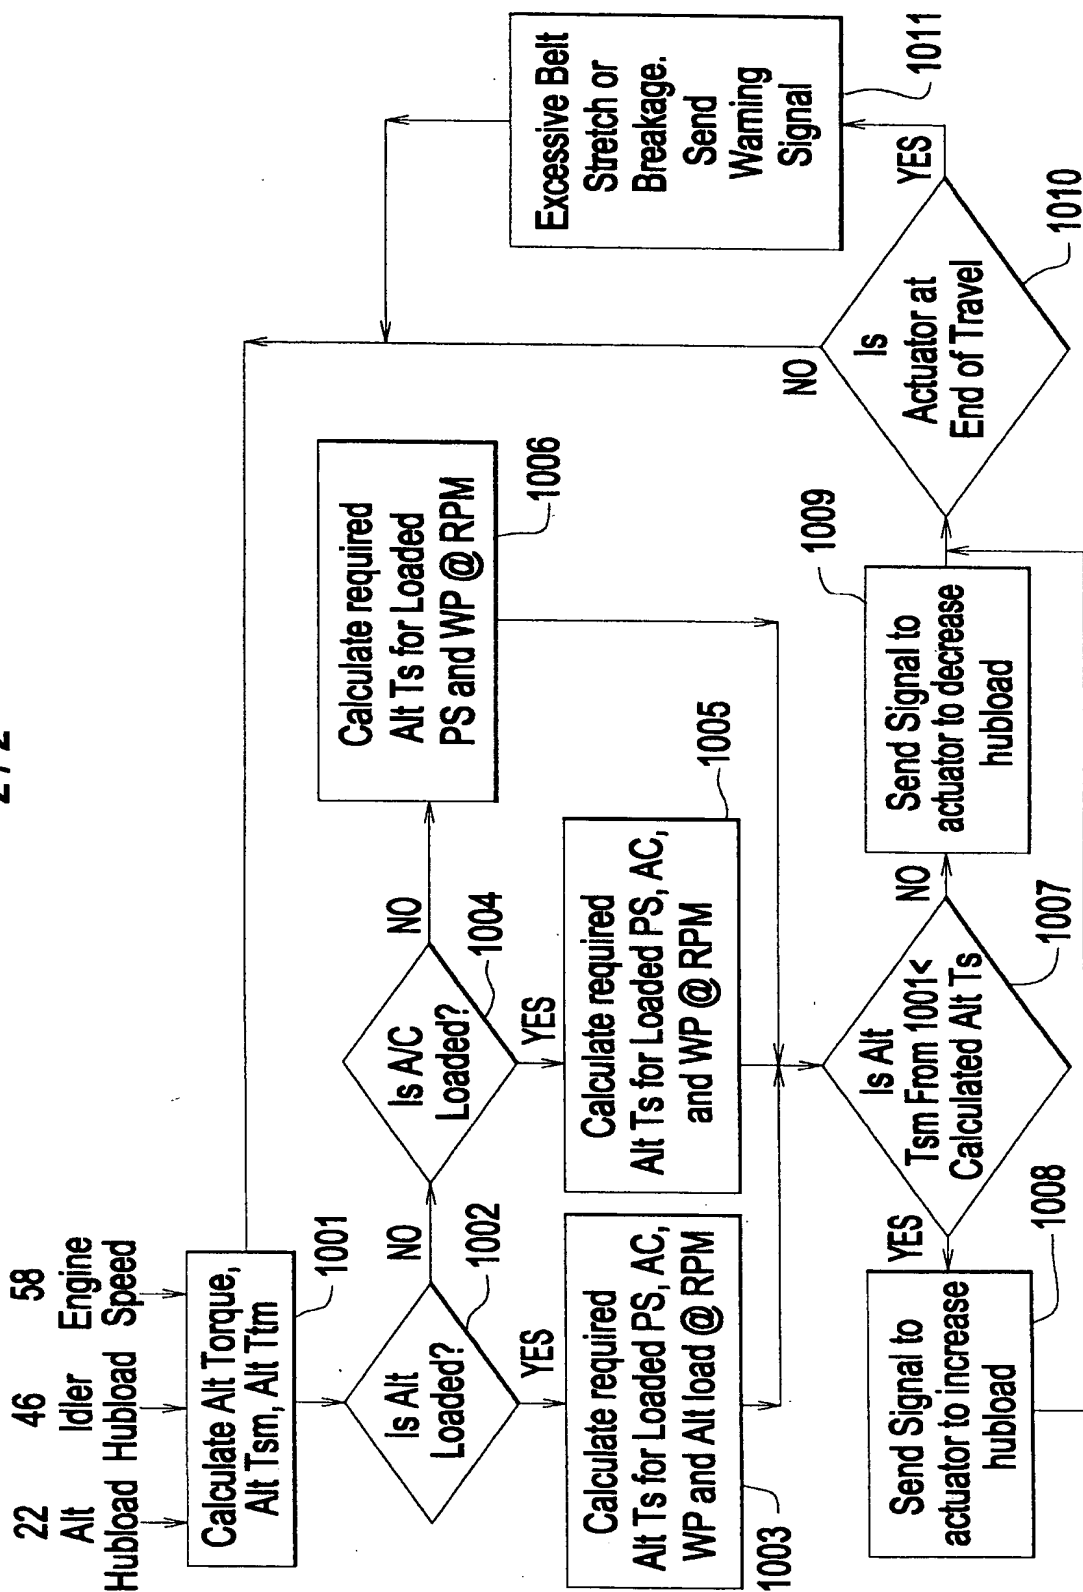 2 / 2
22
Alt
Hubload
46
Idler
Hubload
58
Engine
Speed
Calculate Alt Torque,
Alt Tsm, Alt Ttm
1001
Is Alt
Loaded?
1002
NO
YES
Is A/C
Loaded?
1004
NO
YES
Calculate required
Alt Ts for Loaded PS, AC,
WP and Alt load @ RPM
1003
Calculate required
Alt Ts for Loaded PS, AC,
and WP @ RPM
1005
Calculate required
Alt Ts for Loaded
PS and WP @ RPM
1006
Is Alt
Tsm From 1001<
Calculated Alt Ts
1007
YES
NO
Send Signal to
actuator to increase
hubload
1008
Send Signal to
actuator to decrease
hubload
1009
Is
Actuator at
End of Travel
1010
NO
YES
Excessive Belt
Stretch or
Breakage.
Send
Warning
Signal
1011